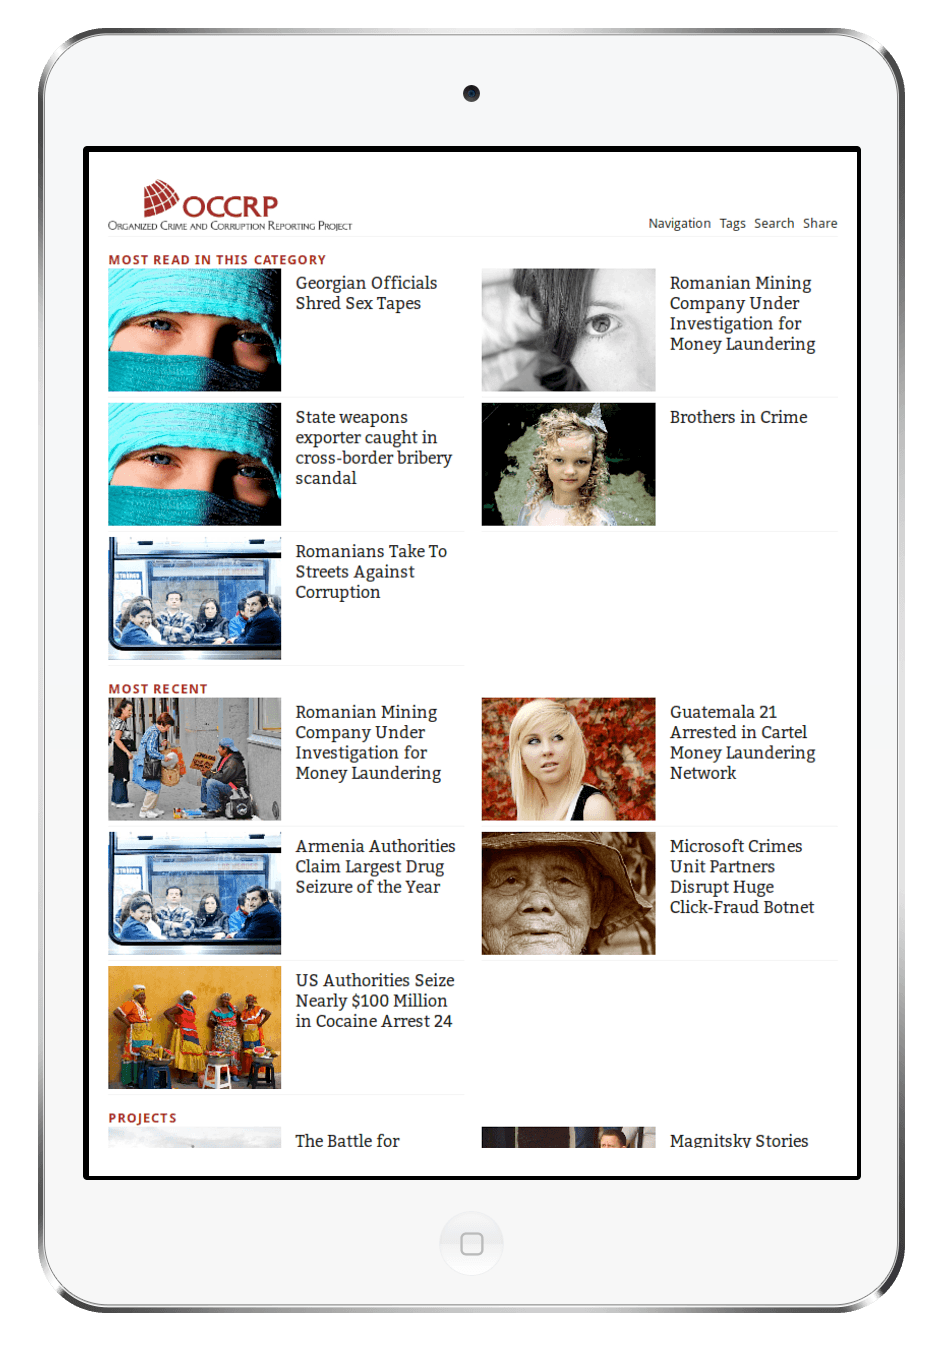 OCCRP
ORGANIZED CRIME AND CORRUPTION REPORTING PROJECT
Navigation Tags Search Share
MOST READ IN THIS CATEGORY
Georgian Officials
Shred Sex Tapes
Romanian Mining
Company Under
Investigation for
Money Laundering
State weapons
exporter caught in
cross-border bribery
scandal
Brothers in Crime
Romanians Take To
Streets Against
Corruption
MOST RECENT
Romanian Mining
Company Under
Investigation for
Money Laundering
Guatemala 21
Arrested in Cartel
Money Laundering
Network
Armenia Authorities
Claim Largest Drug
Seizure of the Year
Microsoft Crimes
Unit Partners
Disrupt Huge
Click-Fraud Botnet
US Authorities Seize
Nearly $100 Million
in Cocaine Arrest 24
PROJECTS
The Battle for
Magnitsky Stories